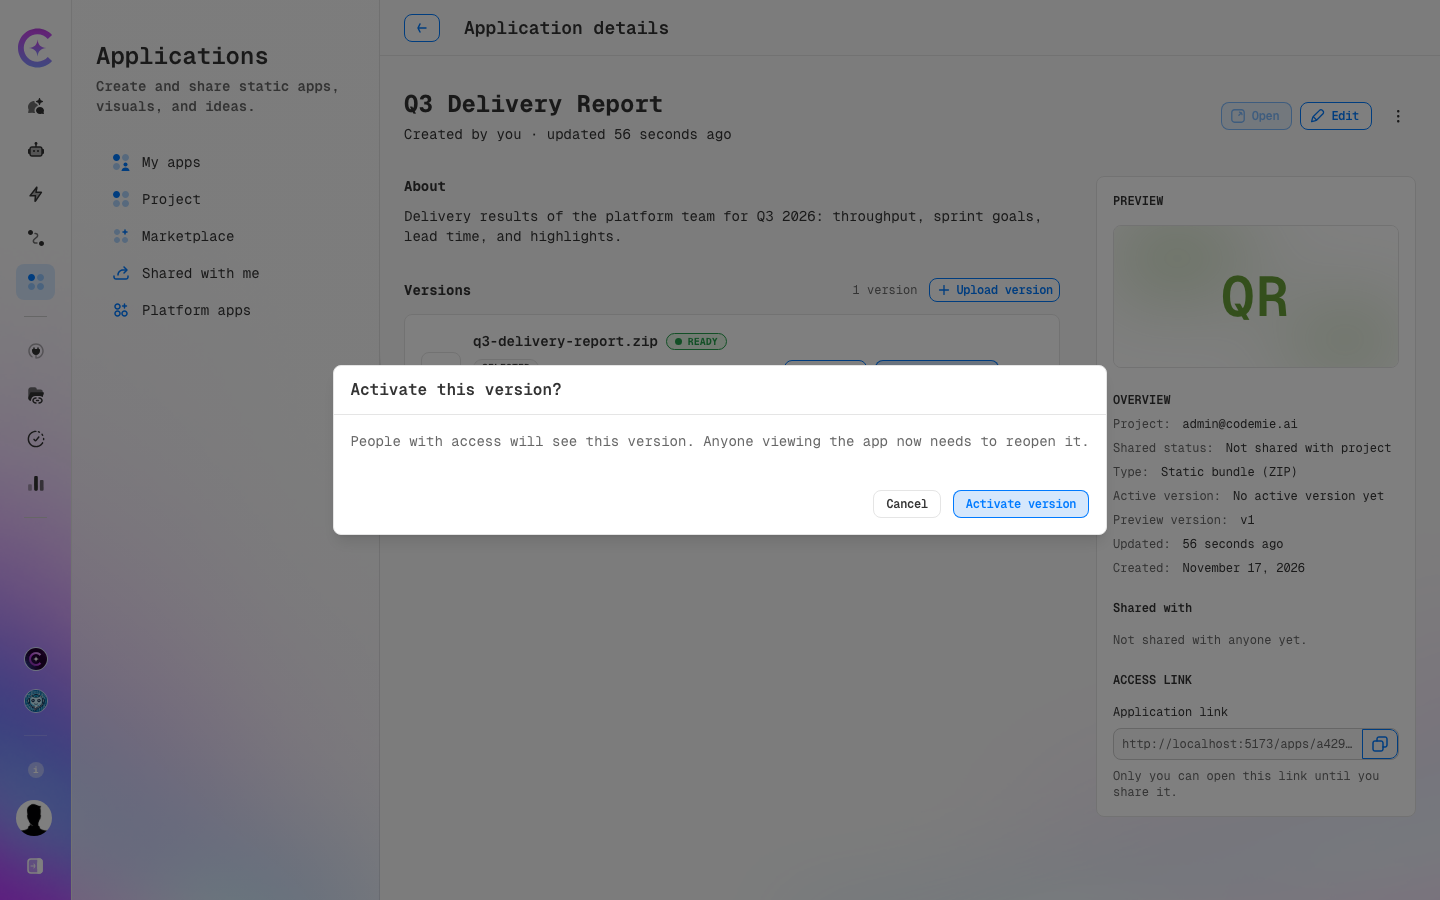 Applications
Create and share static apps,
visuals, and ideas.
My apps
Project
Marketplace
Shared with me
Platform apps
Application details
Q3 Delivery Report
Created by you · updated 56 seconds ago
Open
Edit
About
Delivery results of the platform team for Q3 2026: throughput, sprint goals,
lead time, and highlights.
Versions
1 version
Upload version
q3-delivery-report.zip
READY
Activate this version?
People with access will see this version. Anyone viewing the app now needs to reopen it.
Cancel
Activate version
PREVIEW
QR
OVERVIEW
Project: admin@codemie.ai
Shared status: Not shared with project
Type: Static bundle (ZIP)
Active version: No active version yet
Preview version: v1
Updated: 56 seconds ago
Created: November 17, 2026
Shared with
Not shared with anyone yet.
ACCESS LINK
Application link
http://localhost:5173/apps/a429…
Only you can open this link until you
share it.